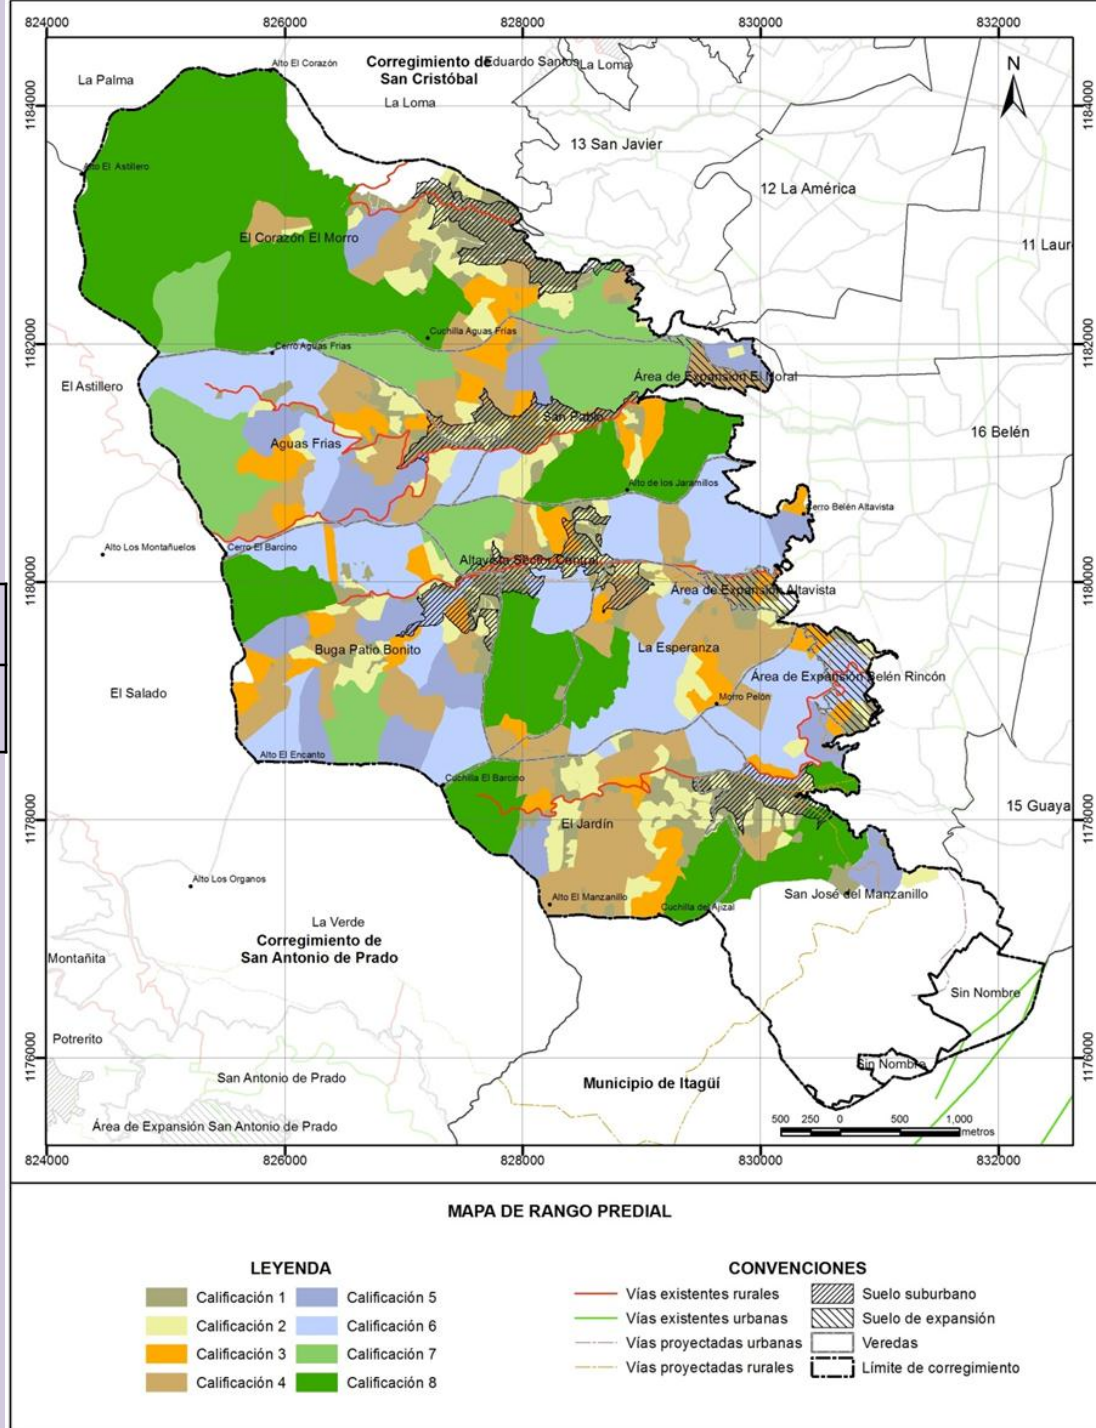 824000 826000 828000 830000 832000
Alto El Corazón
Corregimiento de
San Cristóbal
Eduardo Santos
La Loma
La Palma
La Loma
N
1184000
1184000
13 San Javier
Alto El Astillero
12 La América
El Corazón El Morro
11 Laur
Cuchilla Aguas Frías
1182000
1182000
Cerro Aguas Frias
Área de Expansión El Noral
El Astillero
San Pablo
16 Belén
Aguas Frias
Alto de los Jaramillos
Cerro Belén Altavista
Alto Los Montañuelos
Cerro El Barcino
Altavista Sector Central
1180000
1180000
Área de Expansión Altavista
Buga Patio Bonito
La Esperanza
Área de Expansión Belén Rincón
El Salado
Morro Pelón
Alto El Encanto
Cuchilla El Barcino
15 Guaya
1178000
1178000
El Jardín
Alto Los Organos
Alto El Manzanillo
San José del Manzanillo
Cuchilla del Ajizal
La Verde
Corregimiento de
San Antonio de Prado
Montañita
Sin Nombre
Potrerito
1176000
1176000
Sin Nombre
San Antonio de Prado
Municipio de Itagüí
Área de Expansión San Antonio de Prado
500 250 0 500 1,000
metros
824000 826000 828000 830000 832000
MAPA DE RANGO PREDIAL
LEYENDA
Calificación 1
Calificación 2
Calificación 3
Calificación 4
Calificación 5
Calificación 6
Calificación 7
Calificación 8
CONVENCIONES
Vías existentes rurales
Vías existentes urbanas
Vías proyectadas urbanas
Vías proyectadas rurales
Suelo suburbano
Suelo de expansión
Veredas
Límite de corregimiento